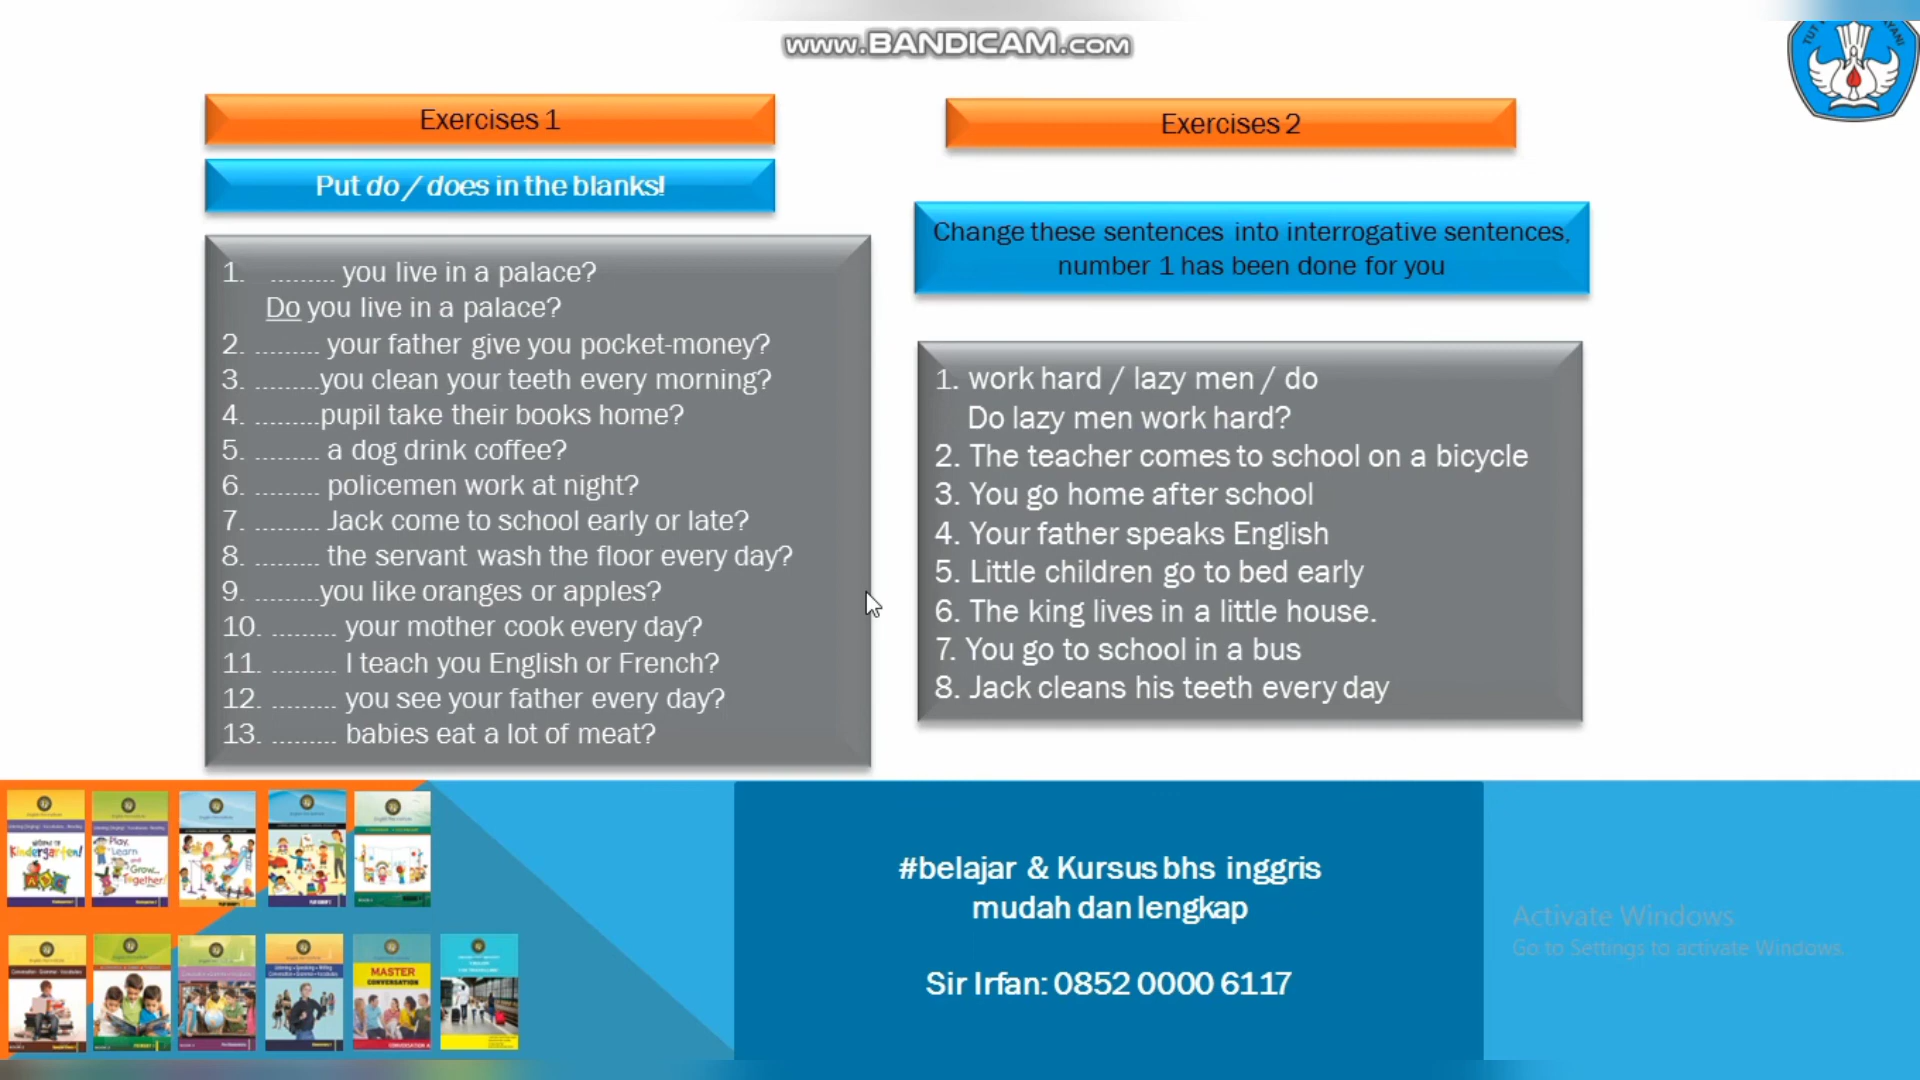 www.BANDICAM.com
Exercises 1
Put do / does in the blanks!
1. ......... you live in a palace?
Do you live in a palace?
2. ......... your father give you pocket-money?
3. .........you clean your teeth every morning?
4. .........pupil take their books home?
5. ......... a dog drink coffee?
6. ......... policemen work at night?
7. ......... Jack come to school early or late?
8. ......... the servant wash the floor every day?
9. .........you like oranges or apples?
10. ......... your mother cook every day?
11. ......... I teach you English or French?
12. ......... you see your father every day?
13. ......... babies eat a lot of meat?
Exercises 2
Change these sentences into interrogative sentences,
number 1 has been done for you
1. work hard / lazy men / do
Do lazy men work hard?
2. The teacher comes to school on a bicycle
3. You go home after school
4. Your father speaks English
5. Little children go to bed early
6. The king lives in a little house.
7. You go to school in a bus
8. Jack cleans his teeth every day
Kindergarten!
Play,
Learn
and
Grow..
Together!
MASTER
CONVERSATION
#belajar & Kursus bhs inggris
mudah dan lengkap
Sir Irfan: 0852 0000 6117
Activate Windows
Go to Settings to activate Windows.